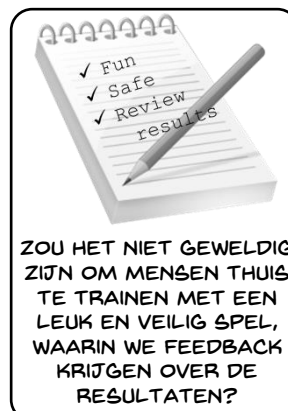 ✓ Fun
✓ Safe
✓ Review
results
ZOU HET NIET GEWELDIG
ZIJN OM MENSEN THUIS
TE TRAINEN MET EEN
LEUK EN VEILIG SPEL,
WAARIN WE FEEDBACK
KRIJGEN OVER DE
RESULTATEN?